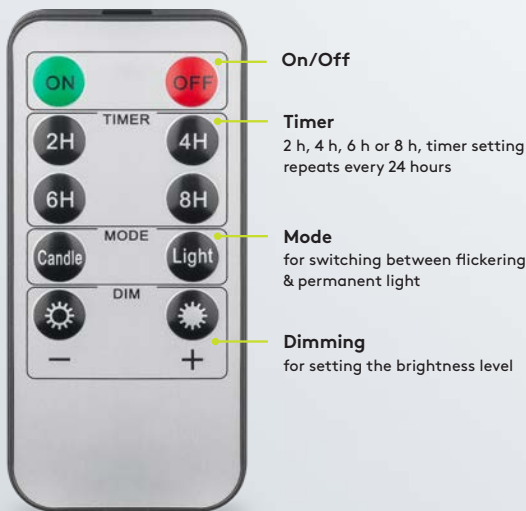 ON OFF
On/Off
TIMER
2H 4H
6H 8H
Timer
2 h, 4 h, 6 h or 8 h, timer setting
repeats every 24 hours
MODE
Candle Light
Mode
for switching between flickering
& permanent light
DIM
− +
Dimming
for setting the brightness level